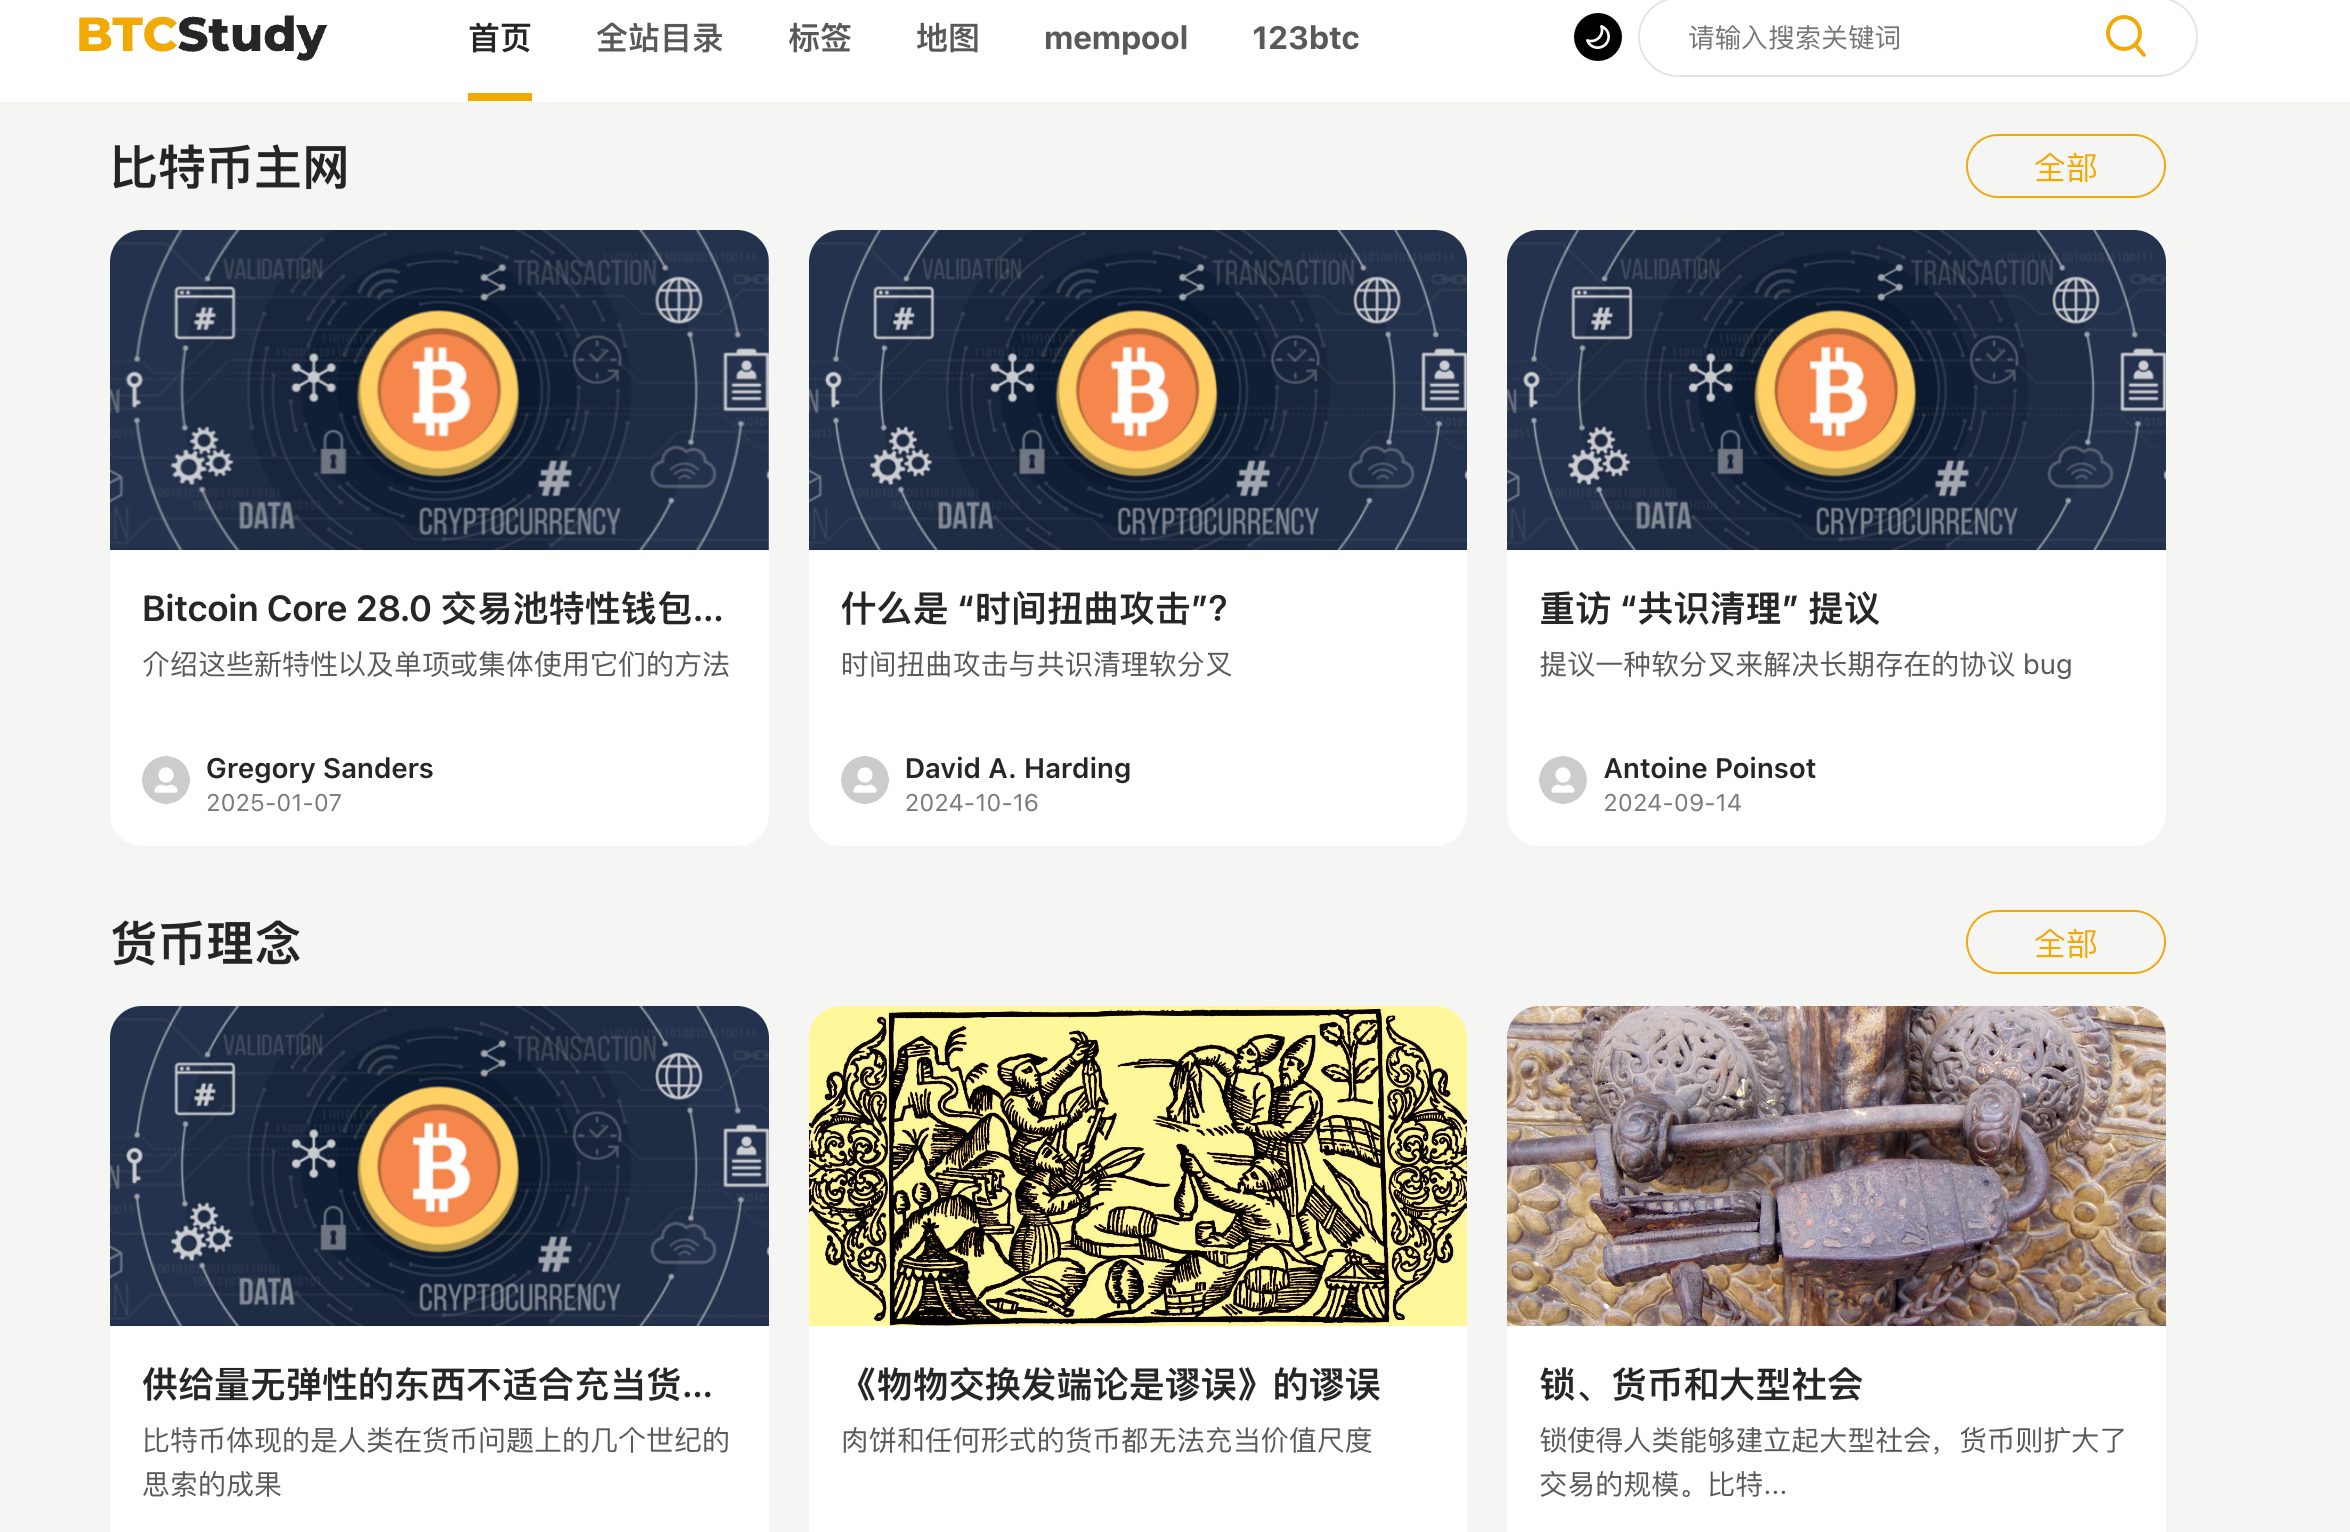 BTCStudy
首页 全站目录 标签 地图 mempool 123btc
请输入搜索关键词
比特币主网
全部
VALIDATION TRANSACTION
#
#
DATA CRYPTOCURRENCY
VALIDATION TRANSACTION
#
#
DATA CRYPTOCURRENCY
VALIDATION TRANSACTION
#
#
DATA CRYPTOCURRENCY
Bitcoin Core 28.0 交易池特性钱包...
介绍这些新特性以及单项或集体使用它们的方法
Gregory Sanders
2025-01-07
什么是 “时间扭曲攻击”?
时间扭曲攻击与共识清理软分叉
David A. Harding
2024-10-16
重访 “共识清理” 提议
提议一种软分叉来解决长期存在的协议 bug
Antoine Poinsot
2024-09-14
货币理念
全部
VALIDATION TRANSACTION
#
#
DATA CRYPTOCURRENCY
供给量无弹性的东西不适合充当货...
比特币体现的是人类在货币问题上的几个世纪的
思索的成果
《物物交换发端论是谬误》的谬误
肉饼和任何形式的货币都无法充当价值尺度
锁、货币和大型社会
锁使得人类能够建立起大型社会，货币则扩大了
交易的规模。比特...